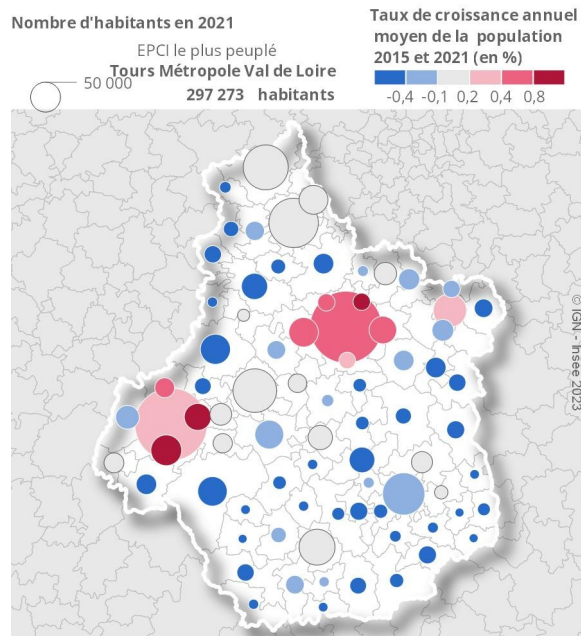 Nombre d'habitants en 2021
EPCI le plus peuplé
Tours Métropole Val de Loire
50 000
297 273 habitants
Taux de croissance annuel
moyen de la population
2015 et 2021 (en %)
-0,4 -0,1 0,2 0,4 0,8
© IGN - Insee 2023